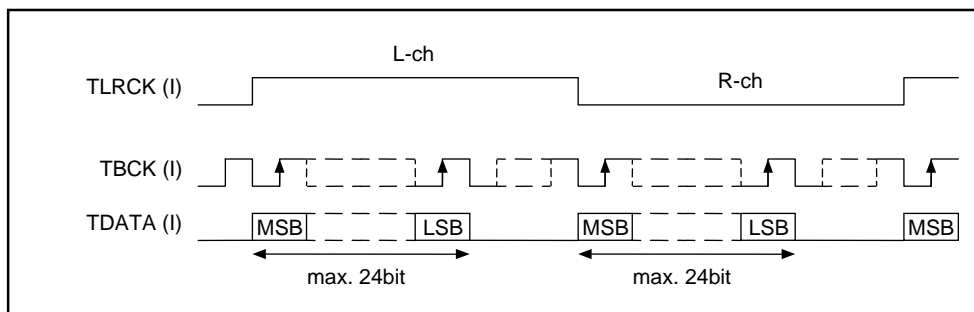 L-ch
TLRCK (I)
R-ch
TBCK (I)
TDATA (I)
MSB
LSB
MSB
LSB
MSB
max. 24bit
max. 24bit